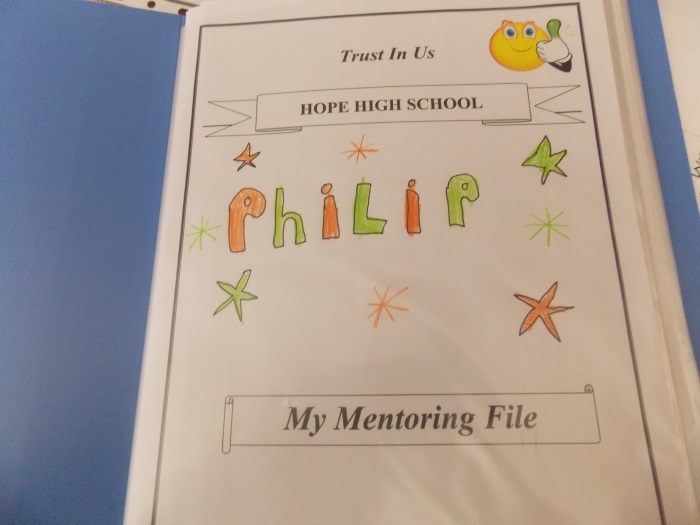 Trust In Us
HOPE HIGH SCHOOL
PhiLiP
My Mentoring File